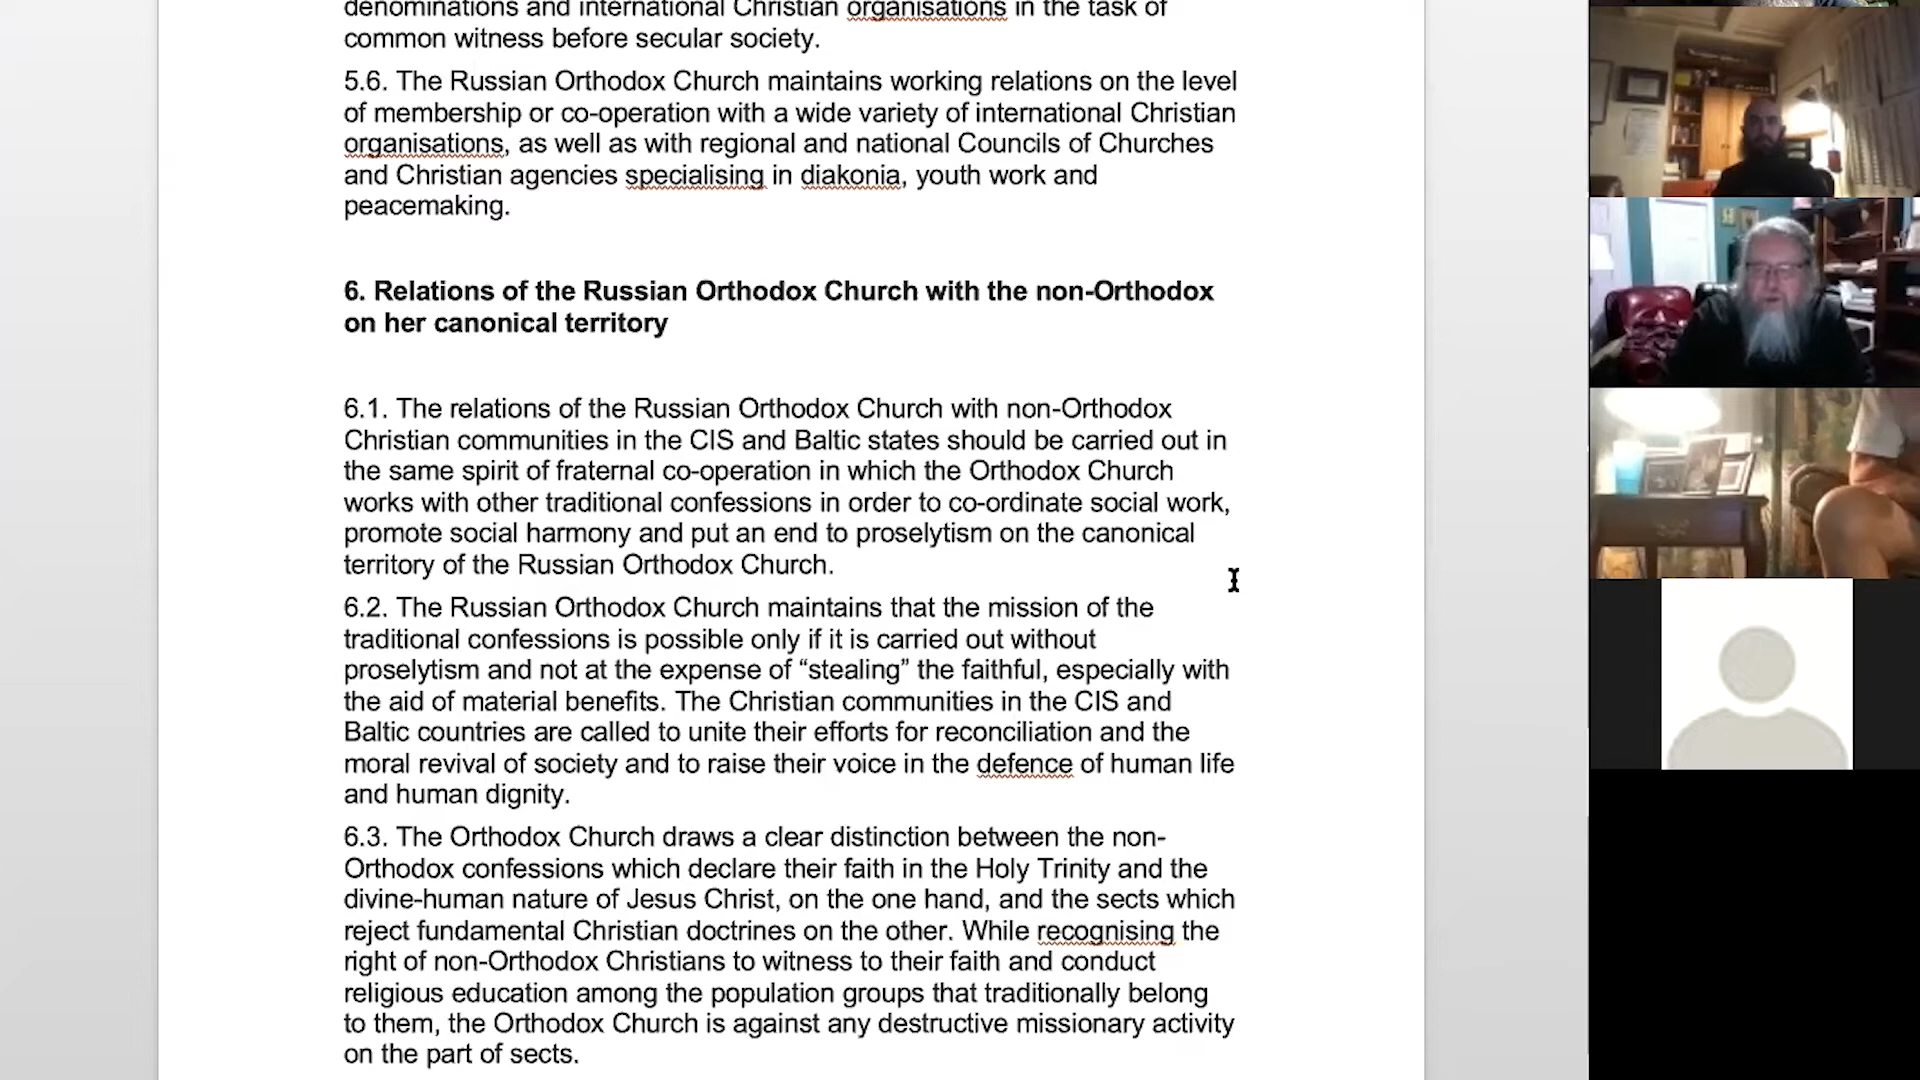 denominations and international Christian organisations in the task of
common witness before secular society.
5.6. The Russian Orthodox Church maintains working relations on the level
of membership or co-operation with a wide variety of international Christian
organisations, as well as with regional and national Councils of Churches
and Christian agencies specialising in diakonia, youth work and
peacemaking.
6. Relations of the Russian Orthodox Church with the non-Orthodox
on her canonical territory
6.1. The relations of the Russian Orthodox Church with non-Orthodox
Christian communities in the CIS and Baltic states should be carried out in
the same spirit of fraternal co-operation in which the Orthodox Church
works with other traditional confessions in order to co-ordinate social work,
promote social harmony and put an end to proselytism on the canonical
territory of the Russian Orthodox Church.
6.2. The Russian Orthodox Church maintains that the mission of the
traditional confessions is possible only if it is carried out without
proselytism and not at the expense of “stealing” the faithful, especially with
the aid of material benefits. The Christian communities in the CIS and
Baltic countries are called to unite their efforts for reconciliation and the
moral revival of society and to raise their voice in the defence of human life
and human dignity.
6.3. The Orthodox Church draws a clear distinction between the non-
Orthodox confessions which declare their faith in the Holy Trinity and the
divine-human nature of Jesus Christ, on the one hand, and the sects which
reject fundamental Christian doctrines on the other. While recognising the
right of non-Orthodox Christians to witness to their faith and conduct
religious education among the population groups that traditionally belong
to them, the Orthodox Church is against any destructive missionary activity
on the part of sects.